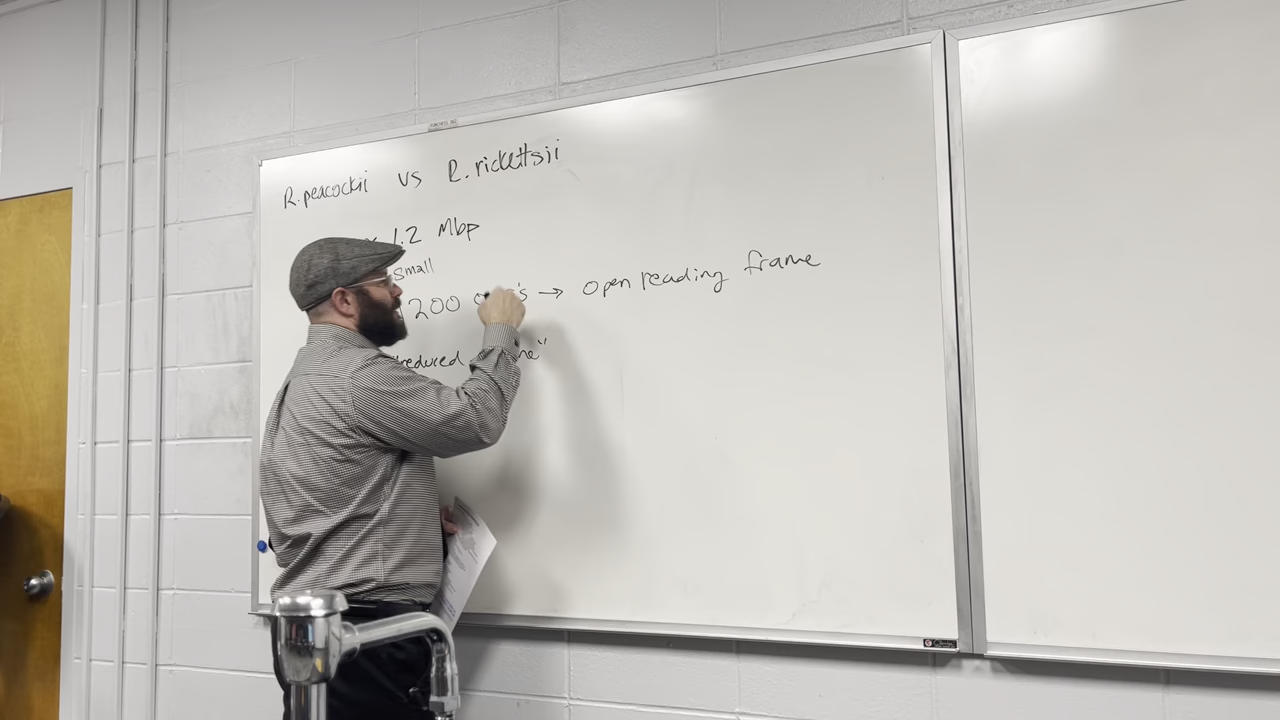 R.peacockii vs R.rickettsii
1.2 Mbp
small
200 → open reading frame
"reduced